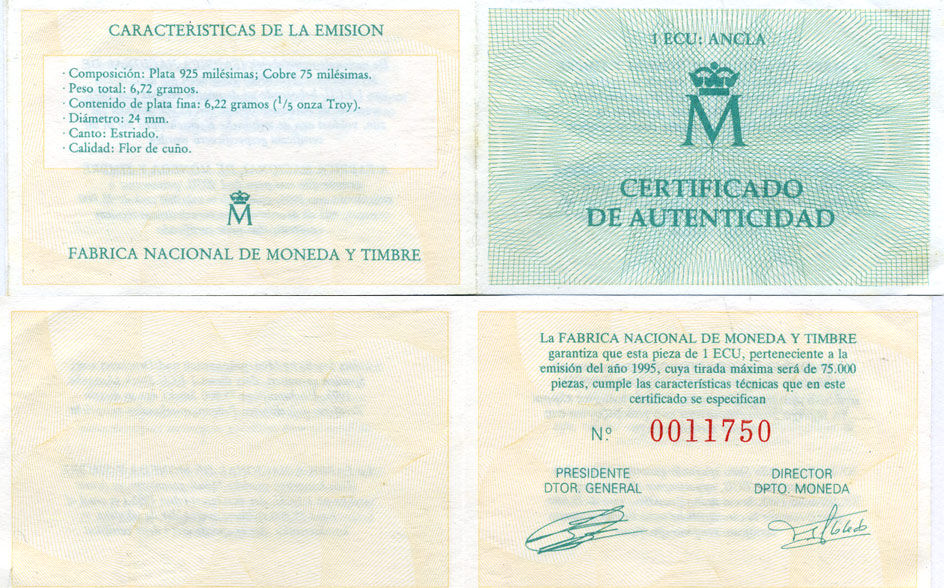 CARACTERISTICAS DE LA EMISION
· Composición: Plata 925 milésimas; Cobre 75 milésimas.
· Peso total: 6,72 gramos.
· Contenido de plata fina: 6,22 gramos (1/5 onza Troy).
· Diámetro: 24 mm.
· Canto: Estriado.
· Calidad: Flor de cuño.
M
FABRICA NACIONAL DE MONEDA Y TIMBRE
1 ECU: ANCLA
M
CERTIFICADO
DE AUTENTICIDAD
La FABRICA NACIONAL DE MONEDA Y TIMBRE
garantiza que esta pieza de 1 ECU, perteneciente a la
emisión del año 1995, cuya tirada máxima será de 75.000
piezas, cumple las características técnicas que en este
certificado se especifican
N.º 0011750
PRESIDENTE DIRECTOR
DTOR. GENERAL DPTO. MONEDA